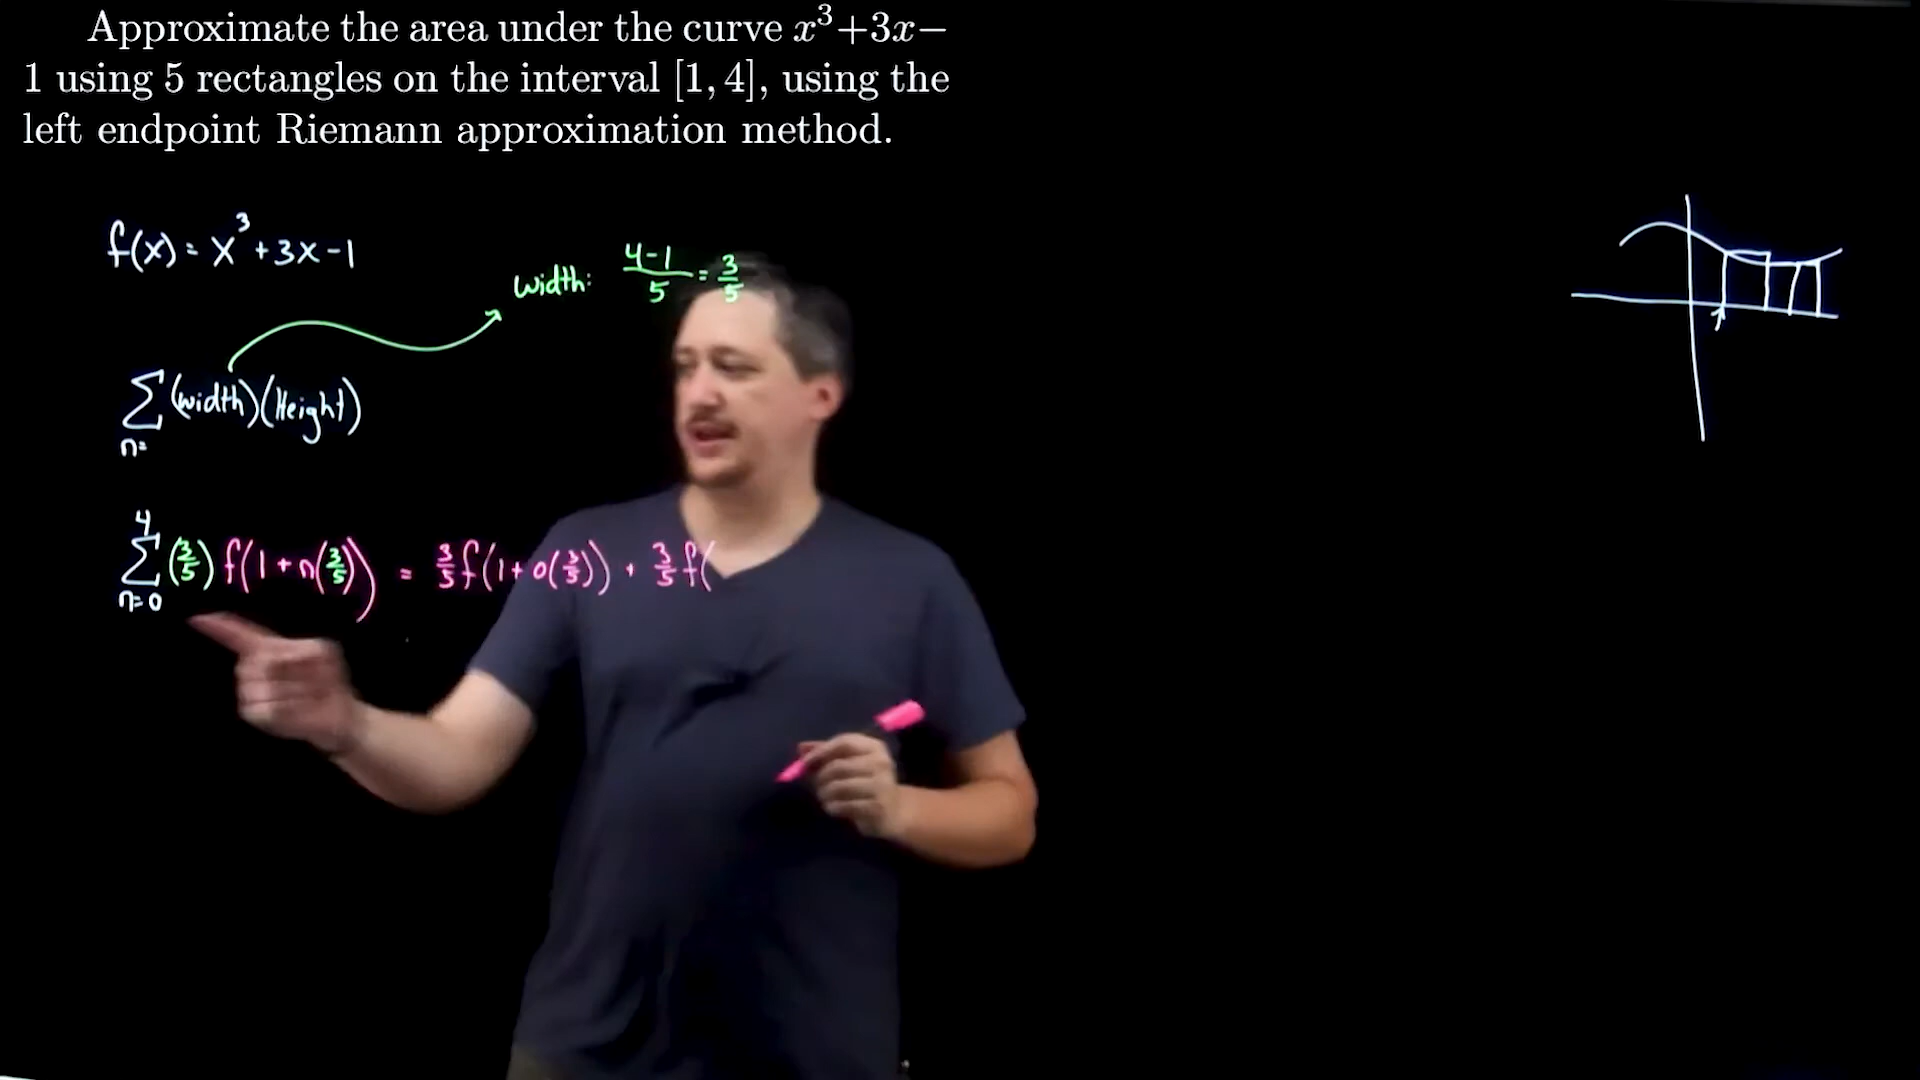 Approximate the area under the curve x³+3x−
1 using 5 rectangles on the interval [1, 4], using the
left endpoint Riemann approximation method.
f(x) = x³ + 3x - 1
width: (4-1)/5 = 3/5
∑ n= (width)(Height)
∑ n=0 4 (3/5) f(1 + n(3/5)) = 3/5 f(1 + 0(3/5)) + 3/5 f(